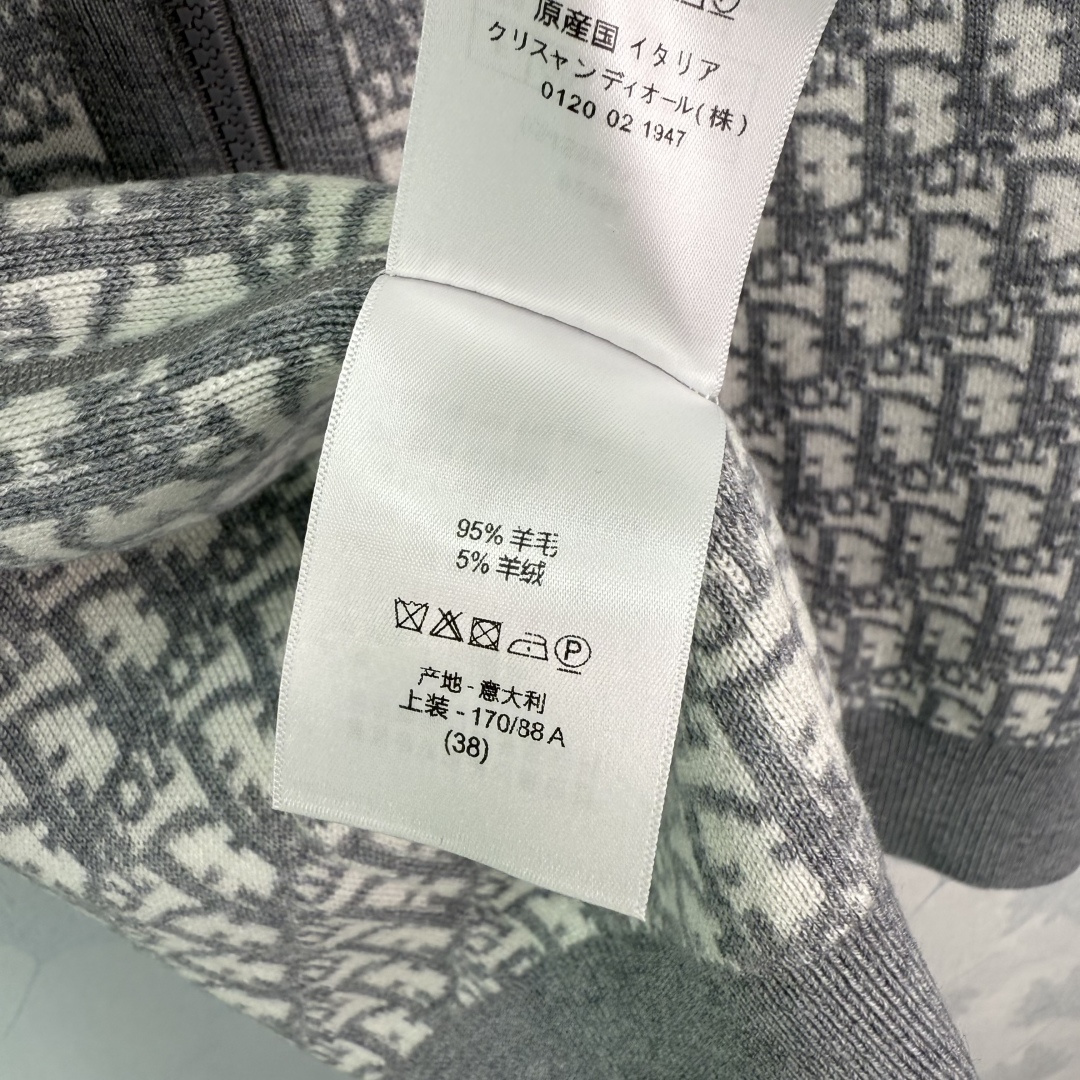 原産国 イタリア
クリスチャンディオール(株)
0120 02 1947
95% 羊毛
5% 羊绒
P
产地 - 意大利
上装 - 170/88 A
(38)